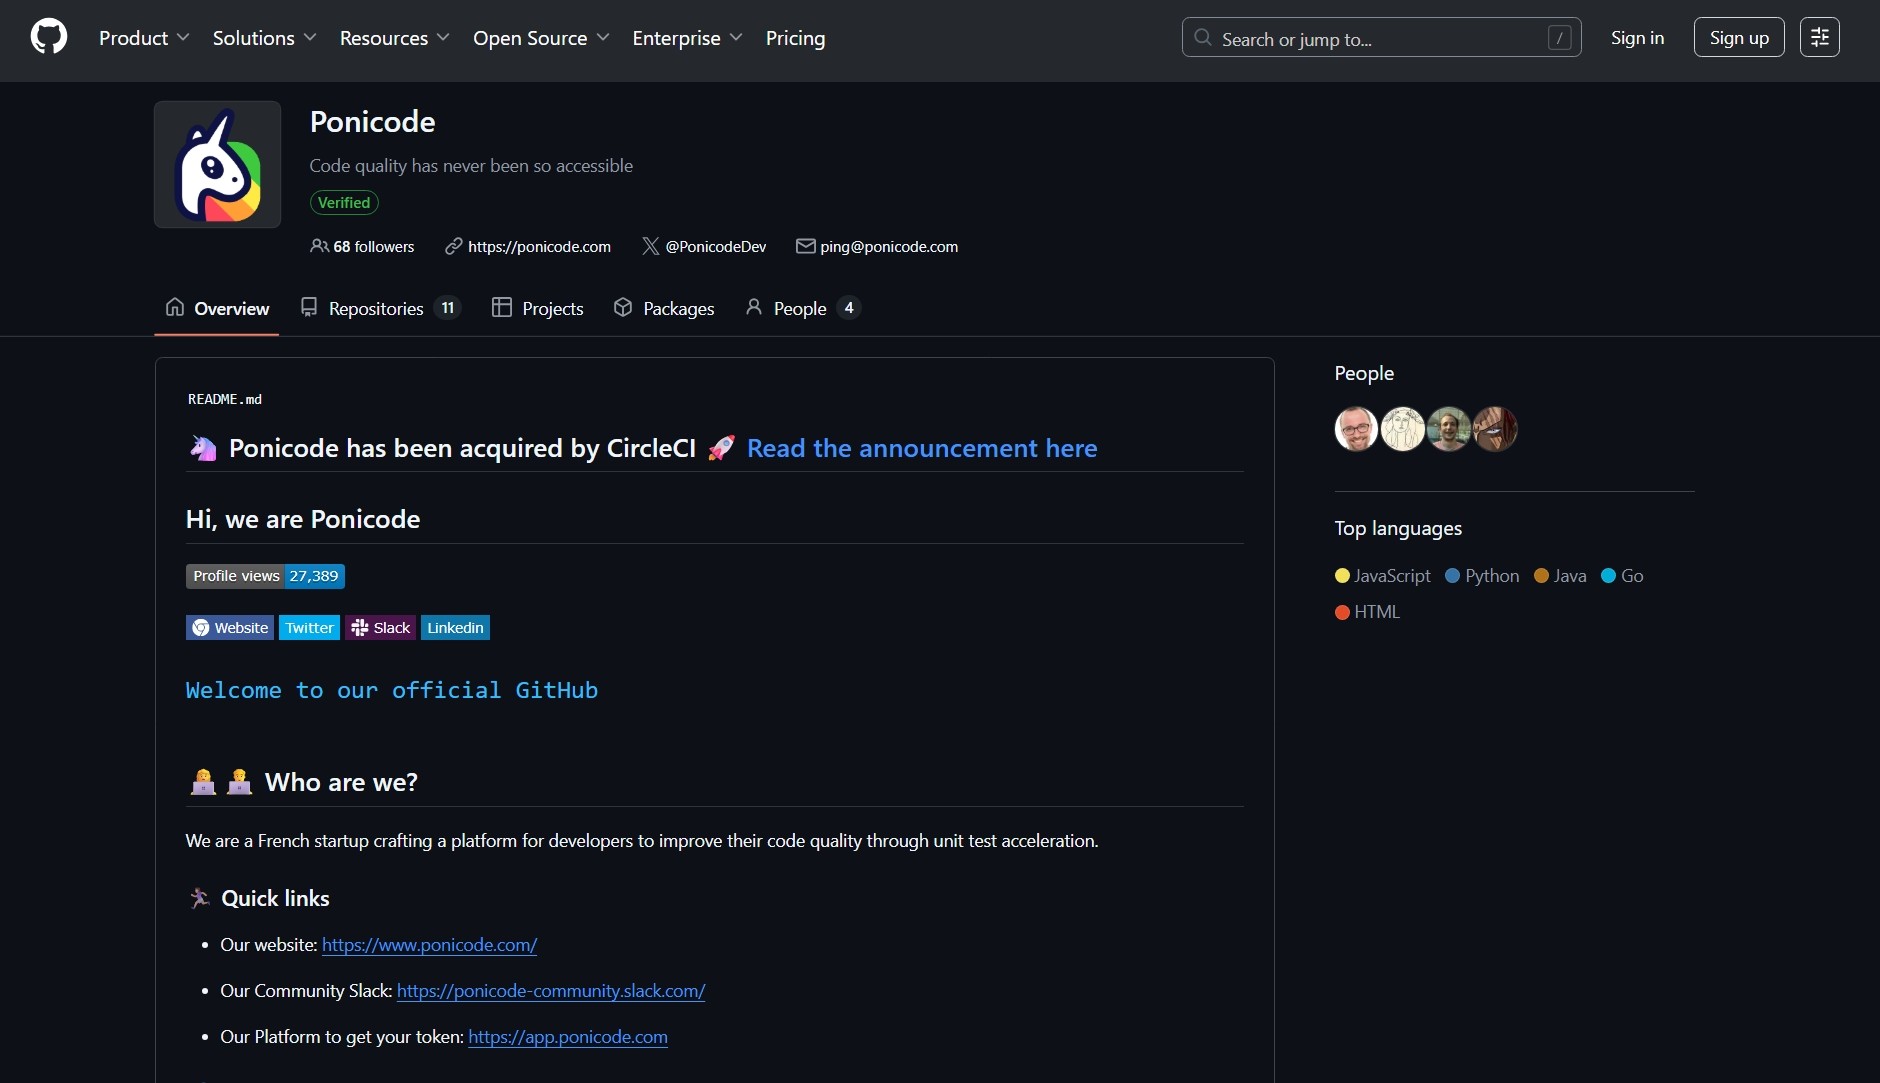 Product Solutions Resources Open Source Enterprise Pricing Search or jump to... / Sign in Sign up
Ponicode
Code quality has never been so accessible
Verified
68 followers https://ponicode.com @PonicodeDev ping@ponicode.com
Overview Repositories 11 Projects Packages People 4
README.md
🦄 Ponicode has been acquired by CircleCI 🚀 Read the announcement here
Hi, we are Ponicode
Profile views 27,389
Website Twitter Slack Linkedin
Welcome to our official GitHub
👩‍💻 👨‍💻 Who are we?
We are a French startup crafting a platform for developers to improve their code quality through unit test acceleration.
Quick links
• Our website: https://www.ponicode.com/
• Our Community Slack: https://ponicode-community.slack.com/
• Our Platform to get your token: https://app.ponicode.com
People
Top languages
JavaScript Python Java Go
HTML